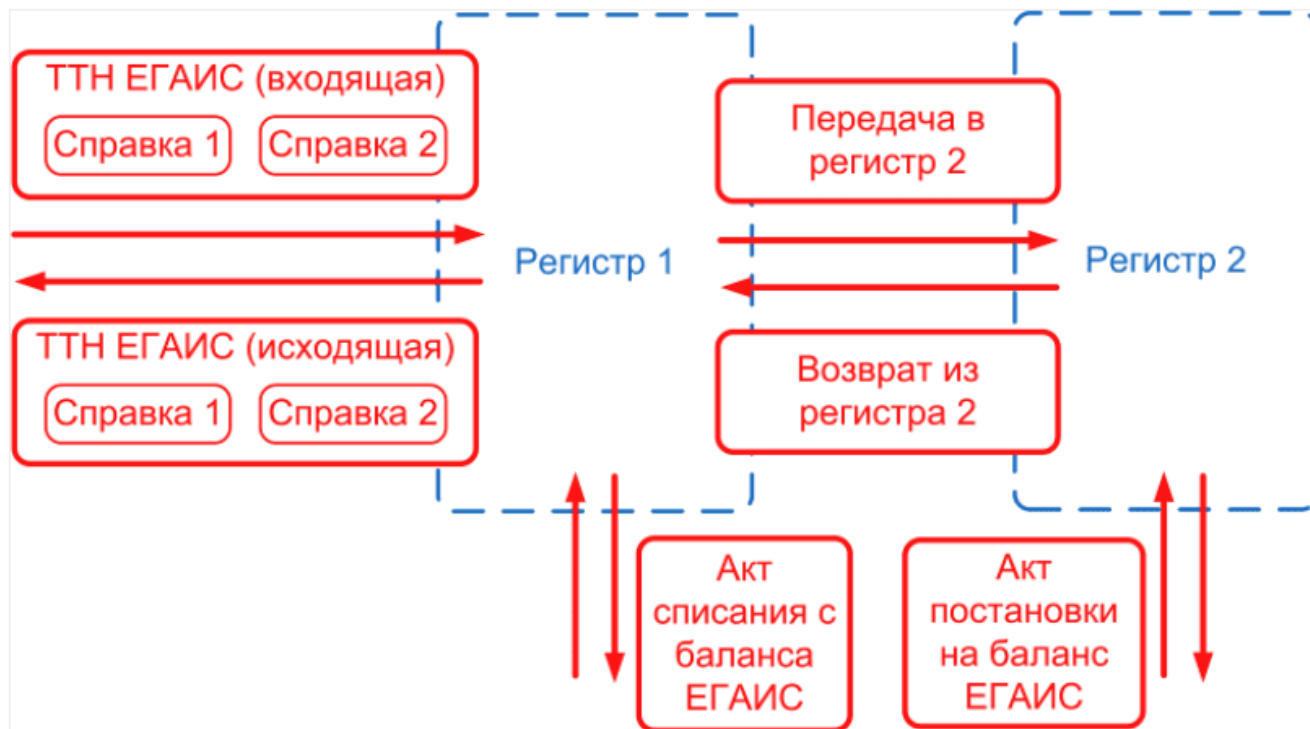 ТТН ЕГАИС (входящая)
Справка 1 Справка 2
Передача в
регистр 2
Регистр 1
Регистр 2
ТТН ЕГАИС (исходящая)
Справка 1 Справка 2
Возврат из
регистра 2
Акт
списания с
баланса
ЕГАИС
Акт
постановки
на баланс
ЕГАИС